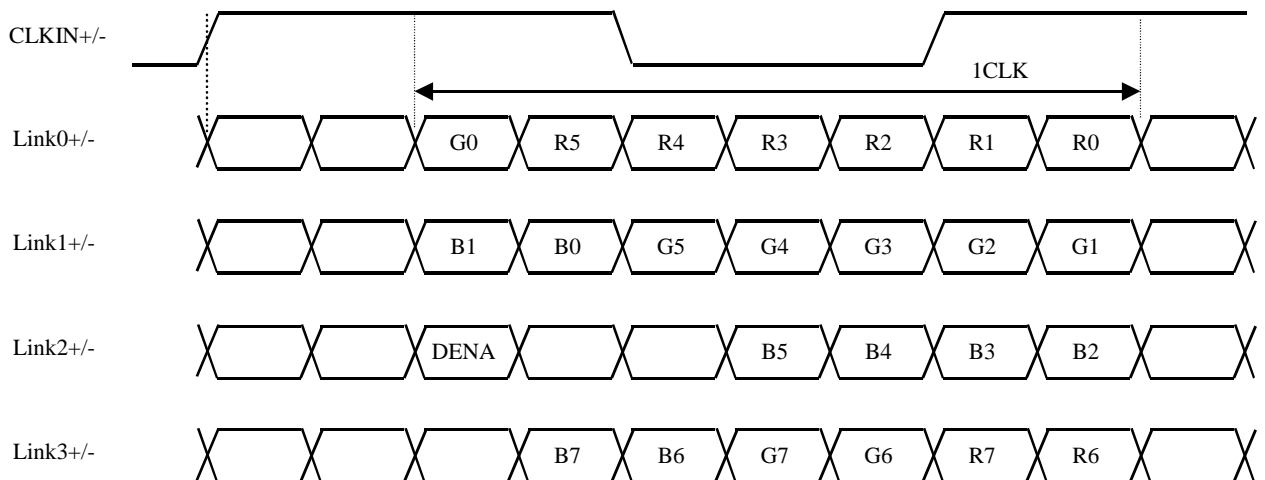 CLKIN+/-
1CLK
Link0+/- G0 R5 R4 R3 R2 R1 R0
Link1+/- B1 B0 G5 G4 G3 G2 G1
Link2+/- DENA B5 B4 B3 B2
Link3+/- B7 B6 G7 G6 R7 R6